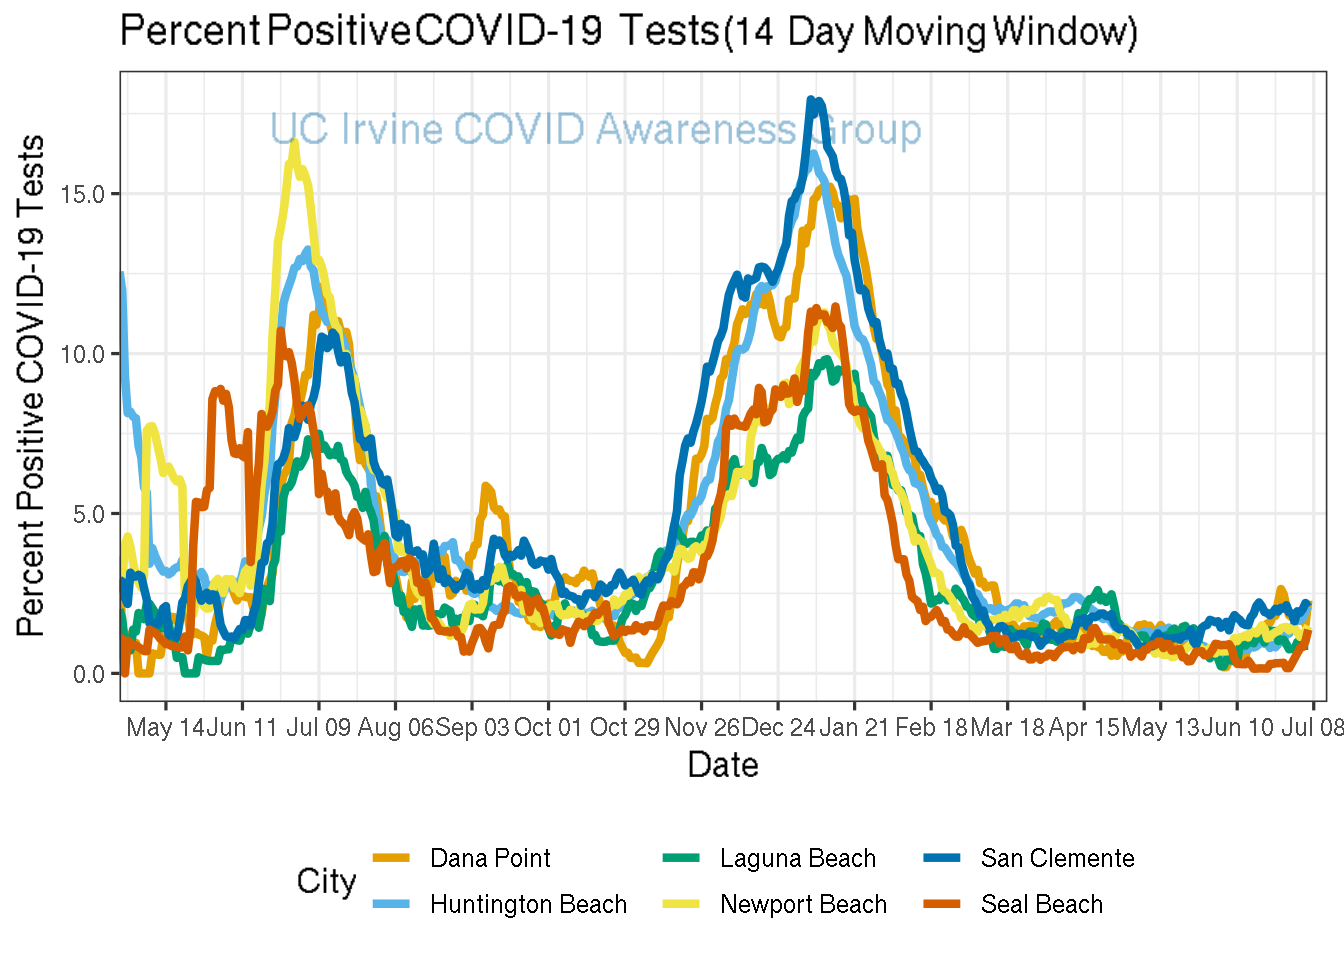 Percent Positive COVID-19 Tests (14 Day Moving Window)
UC Irvine COVID Awareness Group
Percent Positive COVID-19 Tests
15.0
10.0
5.0
0.0
May 14 Jun 11 Jul 09 Aug 06 Sep 03 Oct 01 Oct 29 Nov 26 Dec 24 Jan 21 Feb 18 Mar 18 Apr 15 May 13 Jun 10 Jul 08
Date
City
Dana Point Laguna Beach San Clemente
Huntington Beach Newport Beach Seal Beach